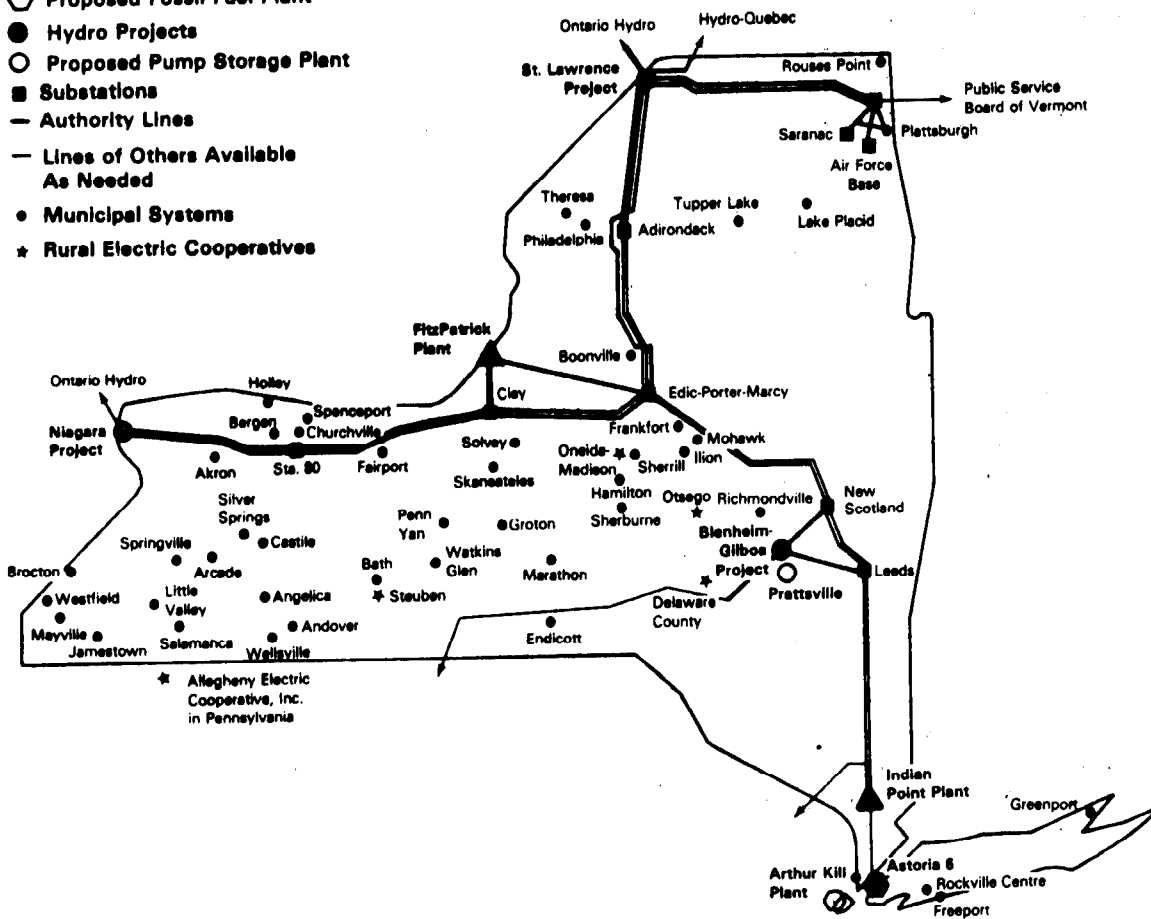 Proposed Fossil Fuel Plant
Hydro Projects
Proposed Pump Storage Plant
Substations
Authority Lines
Lines of Others Available
As Needed
Municipal Systems
Rural Electric Cooperatives
Ontario Hydro
Hydro-Quebec
St. Lawrence
Project
Rouses Point
Public Service
Board of Vermont
Saranac
Plattsburgh
Air Force
Base
Theresa
Philadelphia
Adirondack
Tupper Lake
Lake Placid
FitzPatrick
Plant
Boonville
Clay
Edic-Porter-Marcy
Ontario Hydro
Holley
Spencerport
Bergen
Churchville
Niagara
Project
Akron
Sta. 80
Fairport
Solvay
Skaneateles
Frankfort
Mohawk
Ilion
Oneida-
Madison
Sherrill
Hamilton
Sherburne
Otsego
Richmondville
New
Scotland
Silver
Springs
Castile
Penn
Yan
Groton
Blenheim-
Gilboa
Project
Springville
Arcade
Bath
Watkins
Glen
Marathon
Leeds
Prattsville
Brocton
Westfield
Little
Valley
Angelica
Steuben
Delaware
County
Mayville
Jamestown
Salamanca
Andover
Wellsville
Endicott
Allegheny Electric
Cooperative, Inc.
in Pennsylvania
Indian
Point Plant
Greenport
Arthur Kill
Plant
Astoria 6
Rockville Centre
Freeport